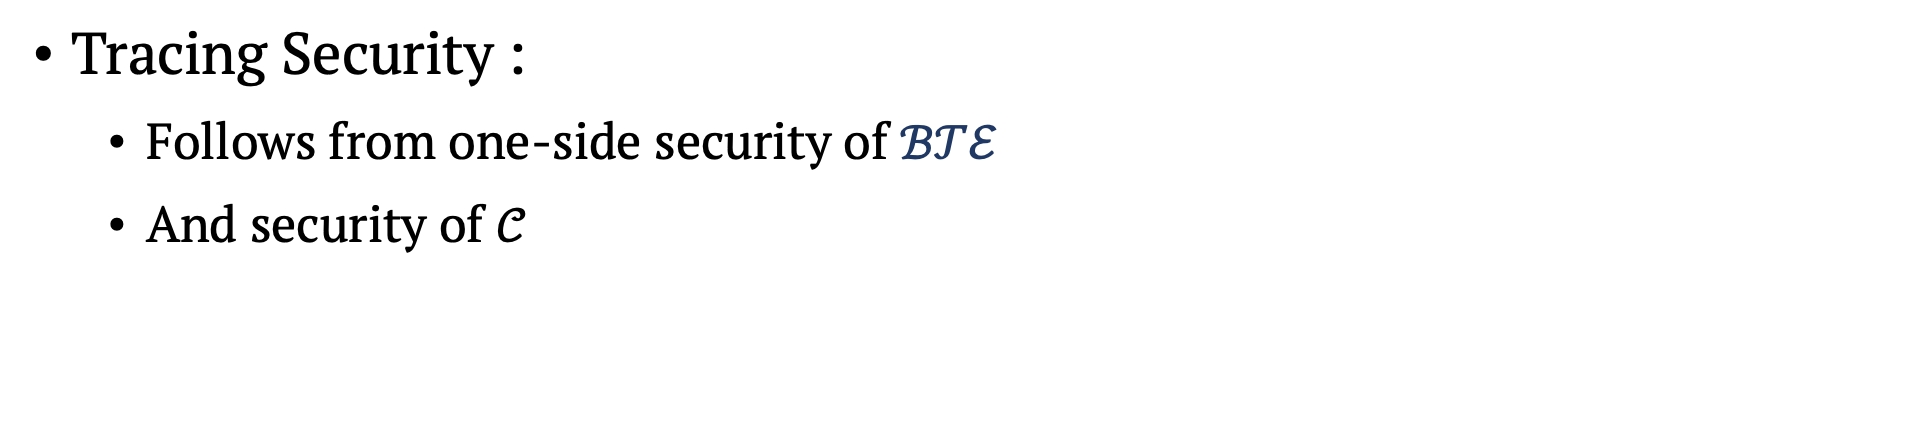 • Tracing Security :
• Follows from one-side security of ℬ𝒯ℰ
• And security of 𝒞